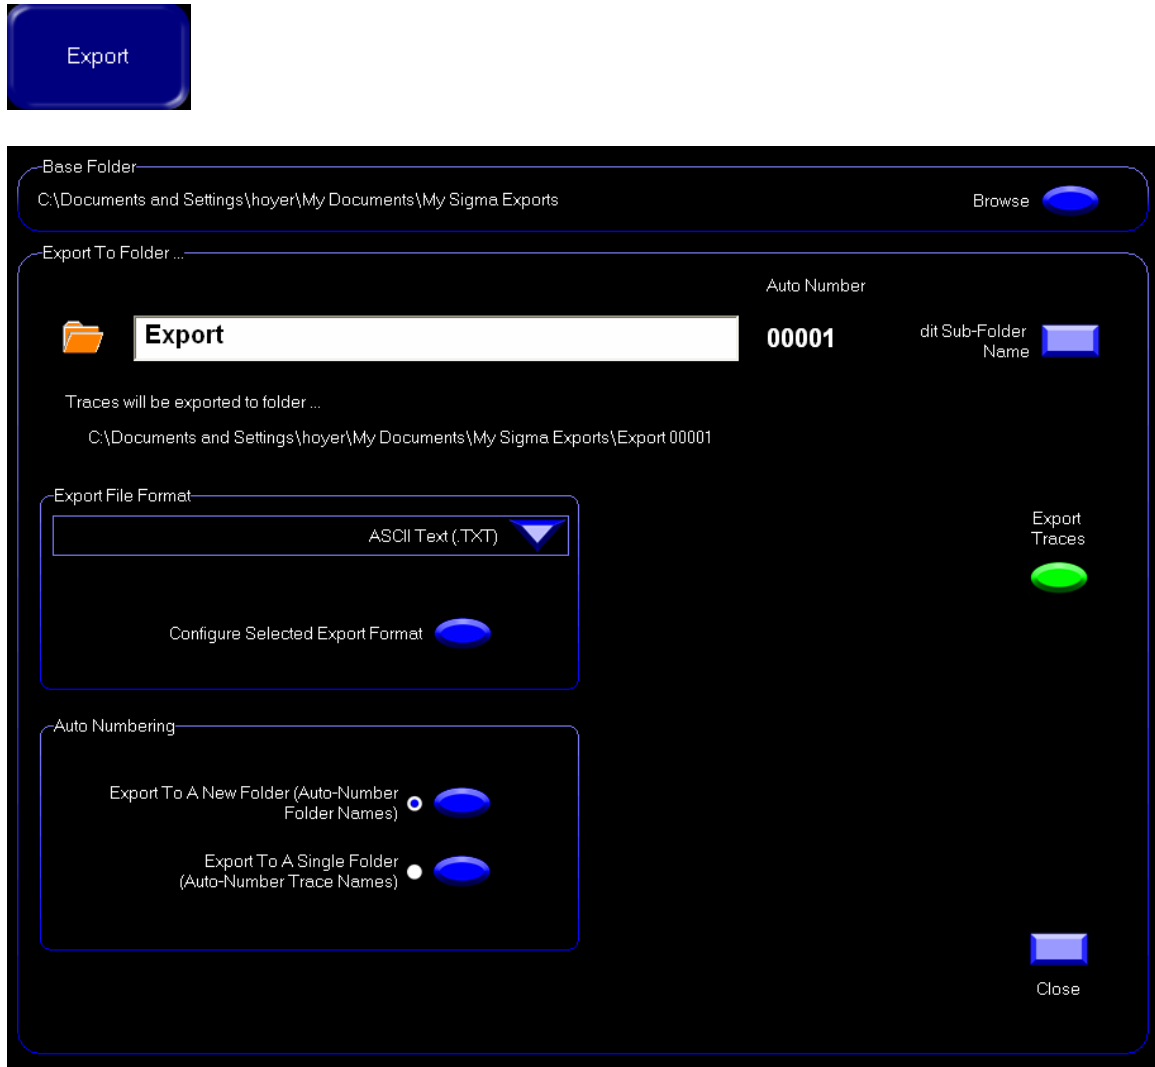 Export
Base Folder
C:\Documents and Settings\hoyer\My Documents\My Sigma Exports
Browse
Export To Folder ...
Auto Number
Export
00001
dit Sub-Folder
Name
Traces will be exported to folder ...
C:\Documents and Settings\hoyer\My Documents\My Sigma Exports\Export 00001
Export File Format
ASCII Text (.TXT)
Export
Traces
Configure Selected Export Format
Auto Numbering
Export To A New Folder (Auto-Number
Folder Names)
Export To A Single Folder
(Auto-Number Trace Names)
Close